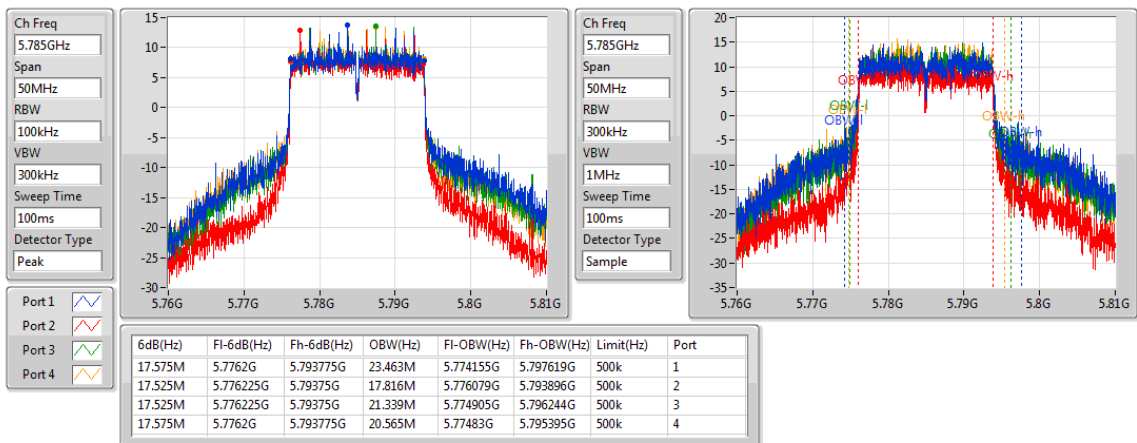 Ch Freq
5.785GHz
Span
50MHz
RBW
100kHz
VBW
300kHz
Sweep Time
100ms
Detector Type
Peak
15
10
5
0
-5
-10
-15
-20
-25
-30
5.76G 5.77G 5.78G 5.79G 5.8G 5.81G
Ch Freq
5.785GHz
Span
50MHz
RBW
300kHz
VBW
1MHz
Sweep Time
100ms
Detector Type
Sample
20
15
10
5
0
-5
-10
-15
-20
-25
-30
-35
5.76G 5.77G 5.78G 5.79G 5.8G 5.81G
Port 1
Port 2
Port 3
Port 4
6dB(Hz) Fl-6dB(Hz) Fh-6dB(Hz) OBW(Hz) Fl-OBW(Hz) Fh-OBW(Hz) Limit(Hz) Port
17.575M 5.7762G 5.793775G 23.463M 5.774155G 5.797619G 500k 1
17.525M 5.776225G 5.79375G 17.816M 5.776079G 5.793896G 500k 2
17.525M 5.776225G 5.79375G 21.339M 5.774905G 5.796244G 500k 3
17.575M 5.7762G 5.793775G 20.565M 5.77483G 5.795395G 500k 4